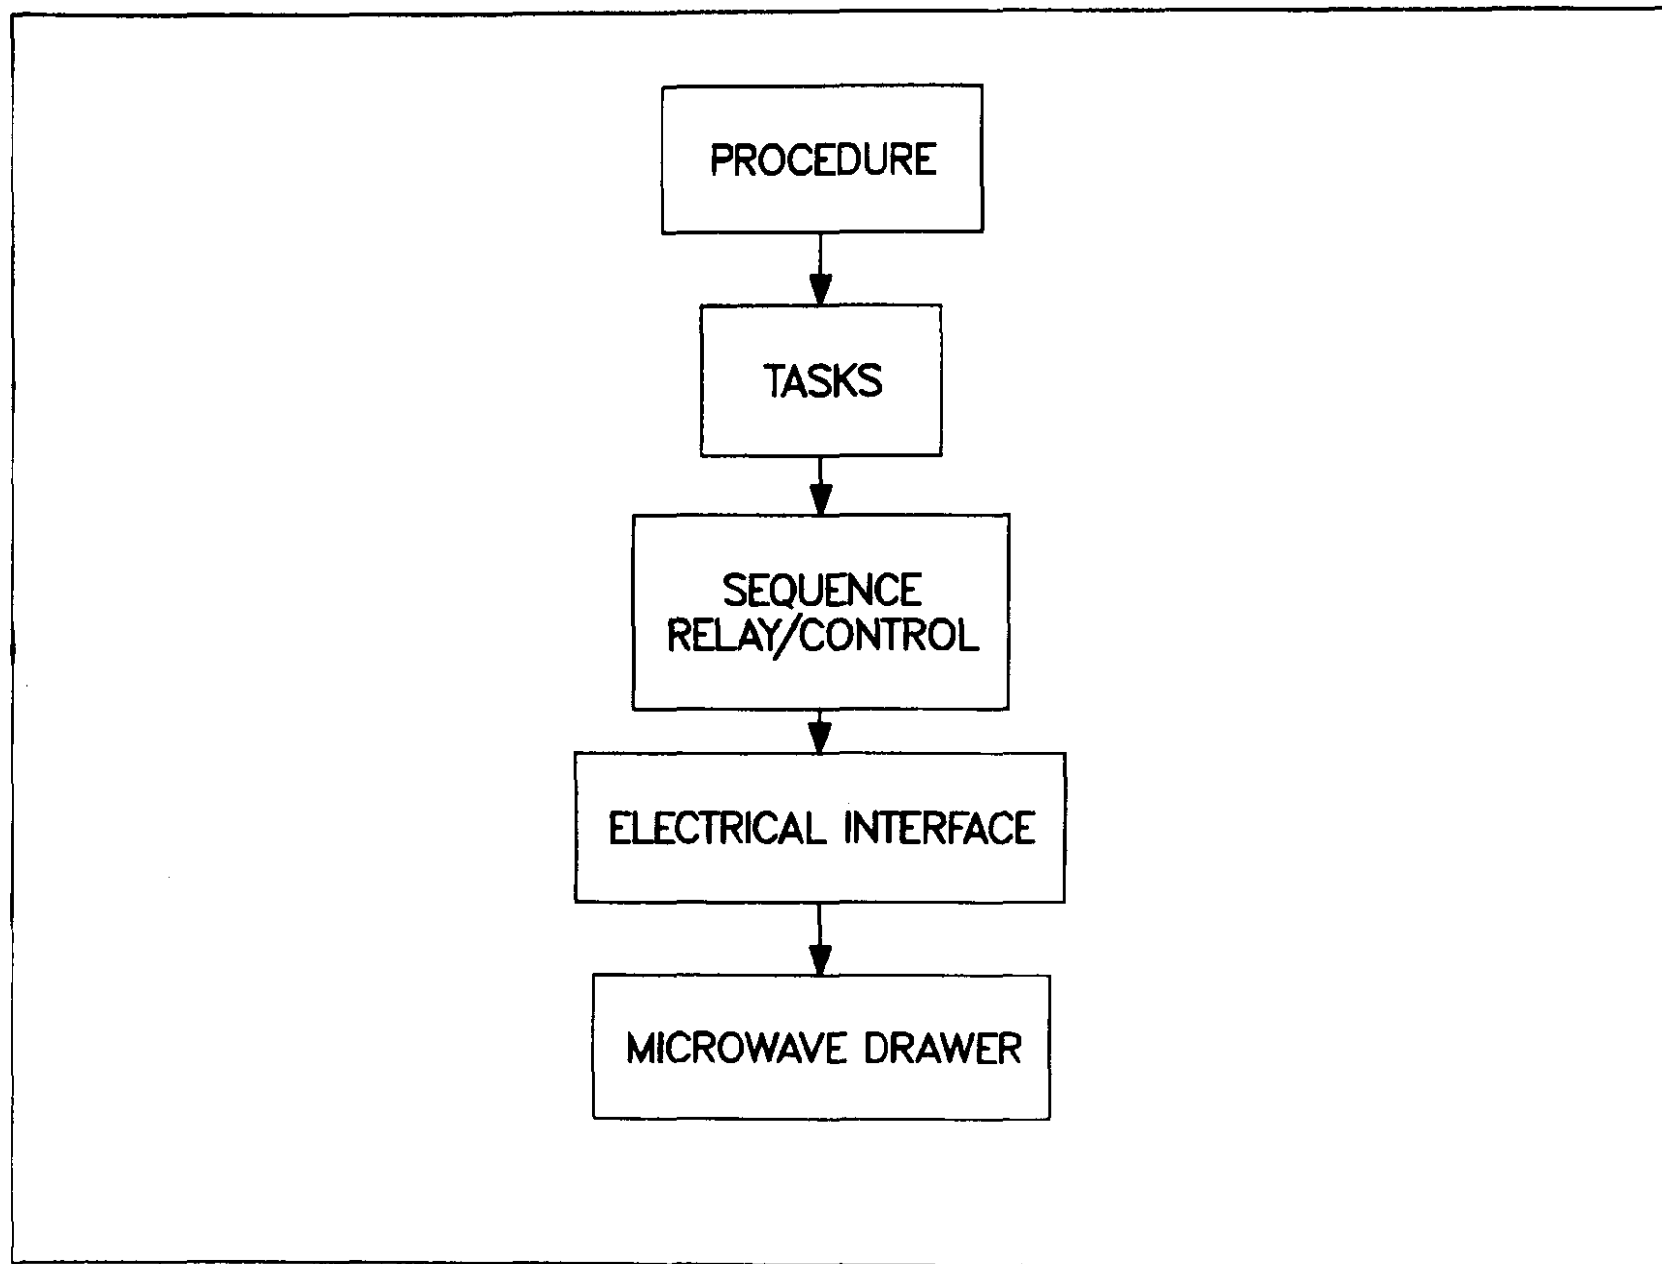 PROCEDURE
TASKS
SEQUENCE
RELAY/CONTROL
ELECTRICAL INTERFACE
MICROWAVE DRAWER